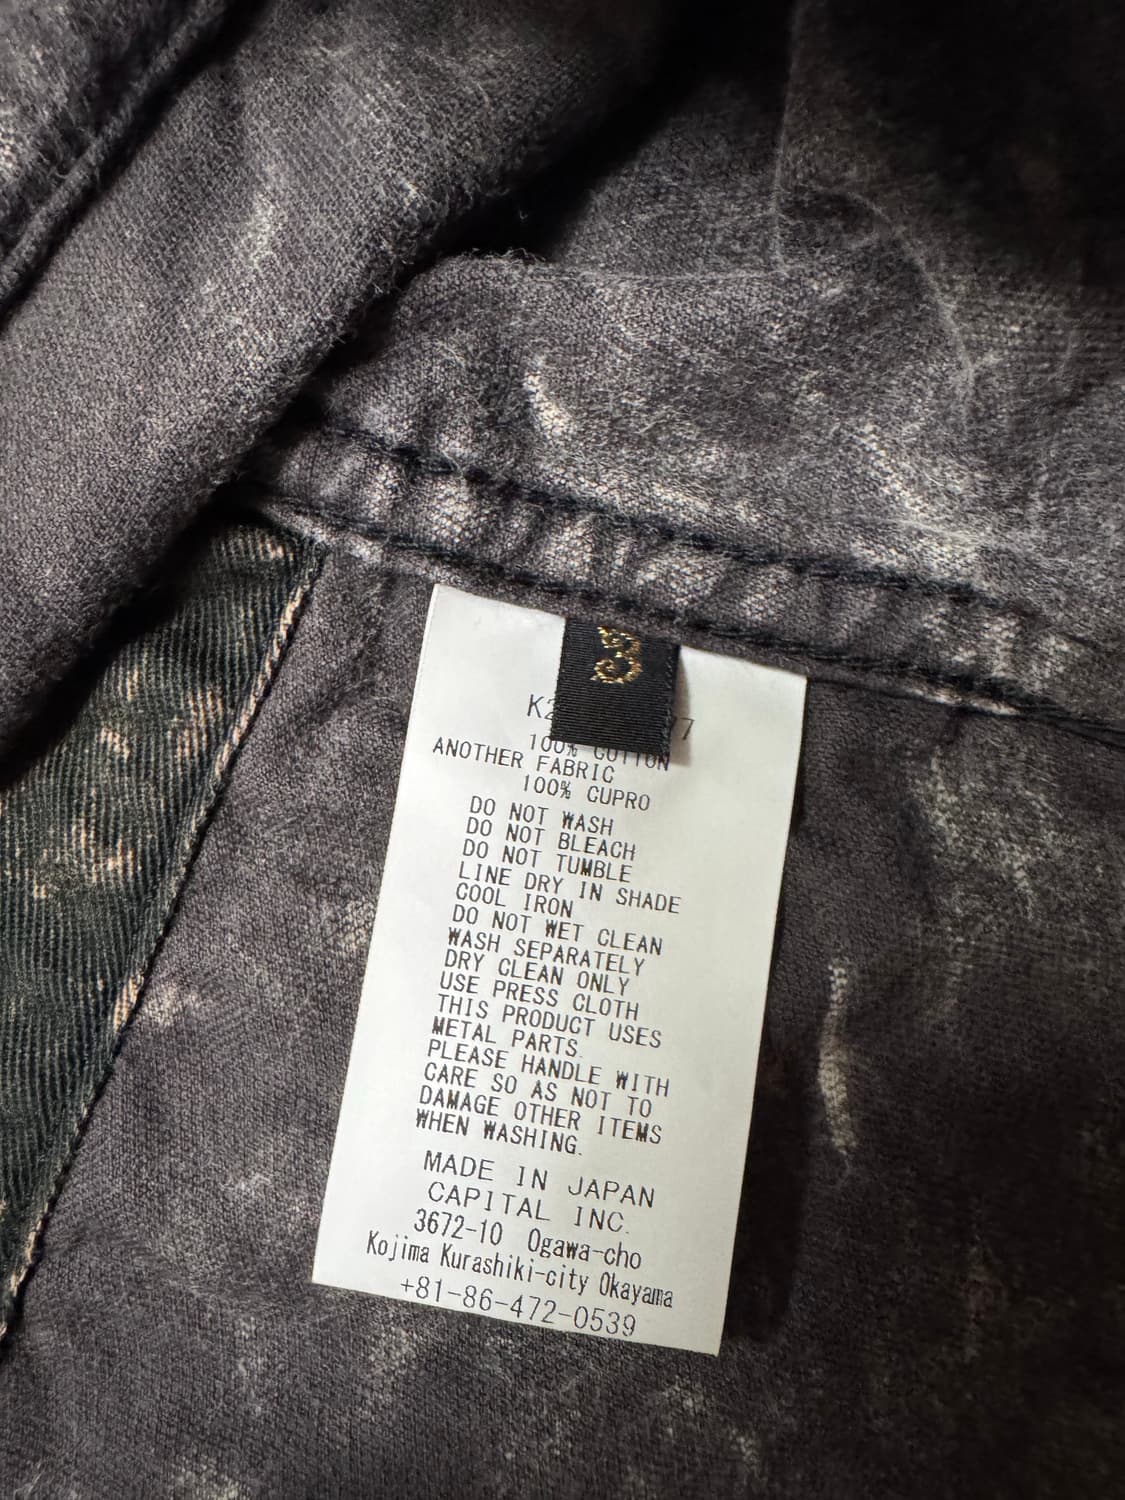 3
100% COTTON
ANOTHER FABRIC
100% CUPRO
DO NOT WASH
DO NOT BLEACH
DO NOT TUMBLE
LINE DRY IN SHADE
COOL IRON
DO NOT WET CLEAN
WASH SEPARATELY
DRY CLEAN ONLY
USE PRESS CLOTH
THIS PRODUCT USES
METAL PARTS.
PLEASE HANDLE WITH
CARE SO AS NOT TO
DAMAGE OTHER ITEMS
WHEN WASHING.
MADE IN JAPAN
CAPITAL INC.
3672-10 Ogawa-cho
Kojima Kurashiki-city Okayama
+81-86-472-0539